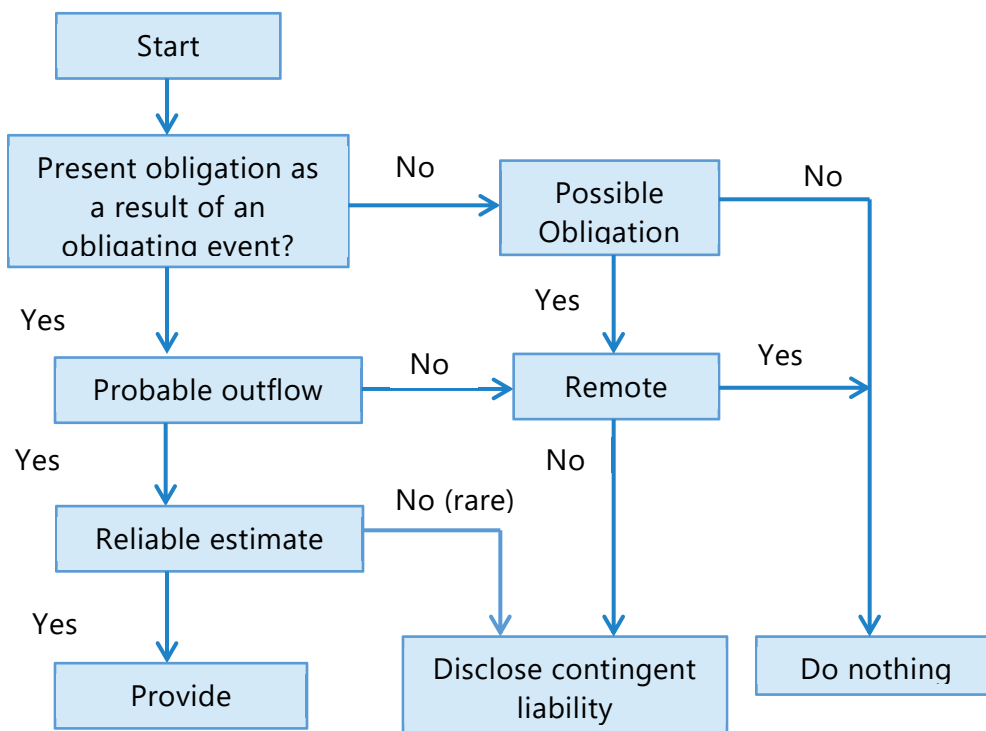 Start
Present obligation as
a result of an
obligating event?
No
Possible
Obligation
No
Yes
Yes
Probable outflow
No
Remote
Yes
Yes
No
No (rare)
Reliable estimate
Yes
Provide
Disclose contingent
liability
Do nothing